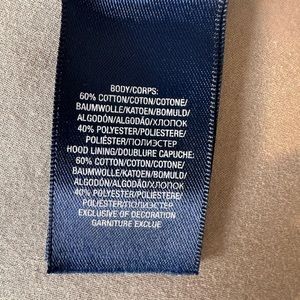 BODY/CORPS:
60% COTTON/COTON/COTONE/
BAUMWOLLE/KATOEN/BOMULD/
ALGODÓN/ALGODÃO/ХЛОПОК
40% POLYESTER/POLIESTERE/
POLIÉSTER/ПОЛИЭСТЕР
HOOD LINING/DOUBLURE CAPUCHE:
60% COTTON/COTON/COTONE/
BAUMWOLLE/KATOEN/BOMULD/
ALGODÓN/ALGODÃO/ХЛОПОК
40% POLYESTER/POLIESTERE/
POLIÉSTER/ПОЛИЭСТЕР
EXCLUSIVE OF DECORATION
GARNITURE EXCLUE